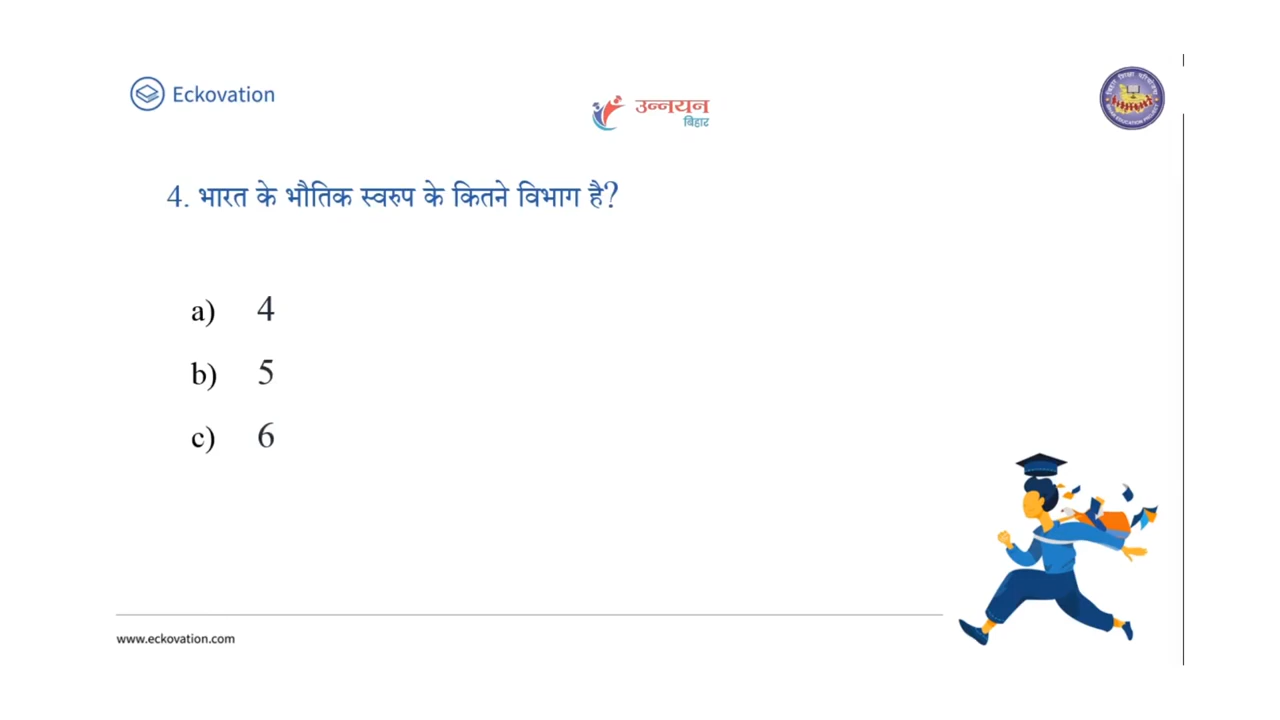 Eckovation
उन्नयन
बिहार
4. भारत के भौतिक स्वरुप के कितने विभाग है?
a) 4
b) 5
c) 6
www.eckovation.com